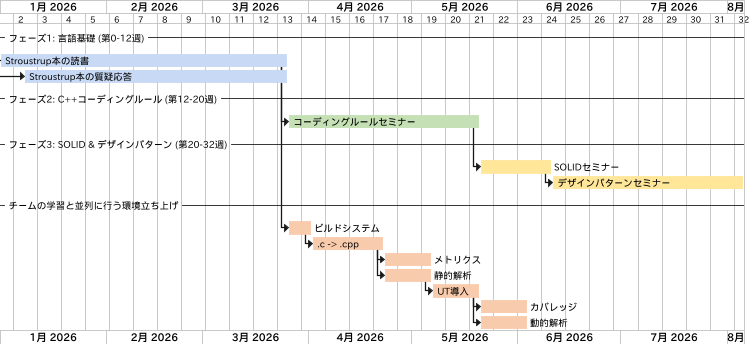 1月 2026 2月 2026 3月 2026 4月 2026 5月 2026 6月 2026 7月 2026 8月
2 3 4 5 6 7 8 9 10 11 12 13 14 15 16 17 18 19 20 21 22 23 24 25 26 27 28 29 30 31 32
フェーズ1: 言語基礎 (第0-12週)
Stroustrup本の読書
Stroustrup本の質疑応答
フェーズ2: C++コーディングルール (第12-20週)
コーディングルールセミナー
フェーズ3: SOLID & デザインパターン (第20-32週)
SOLIDセミナー
デザインパターンセミナー
チームの学習と並列に行う環境立ち上げ
ビルドシステム
.c -> .cpp
メトリクス
静的解析
UT導入
カバレッジ
動的解析
1月 2026 2月 2026 3月 2026 4月 2026 5月 2026 6月 2026 7月 2026 8月